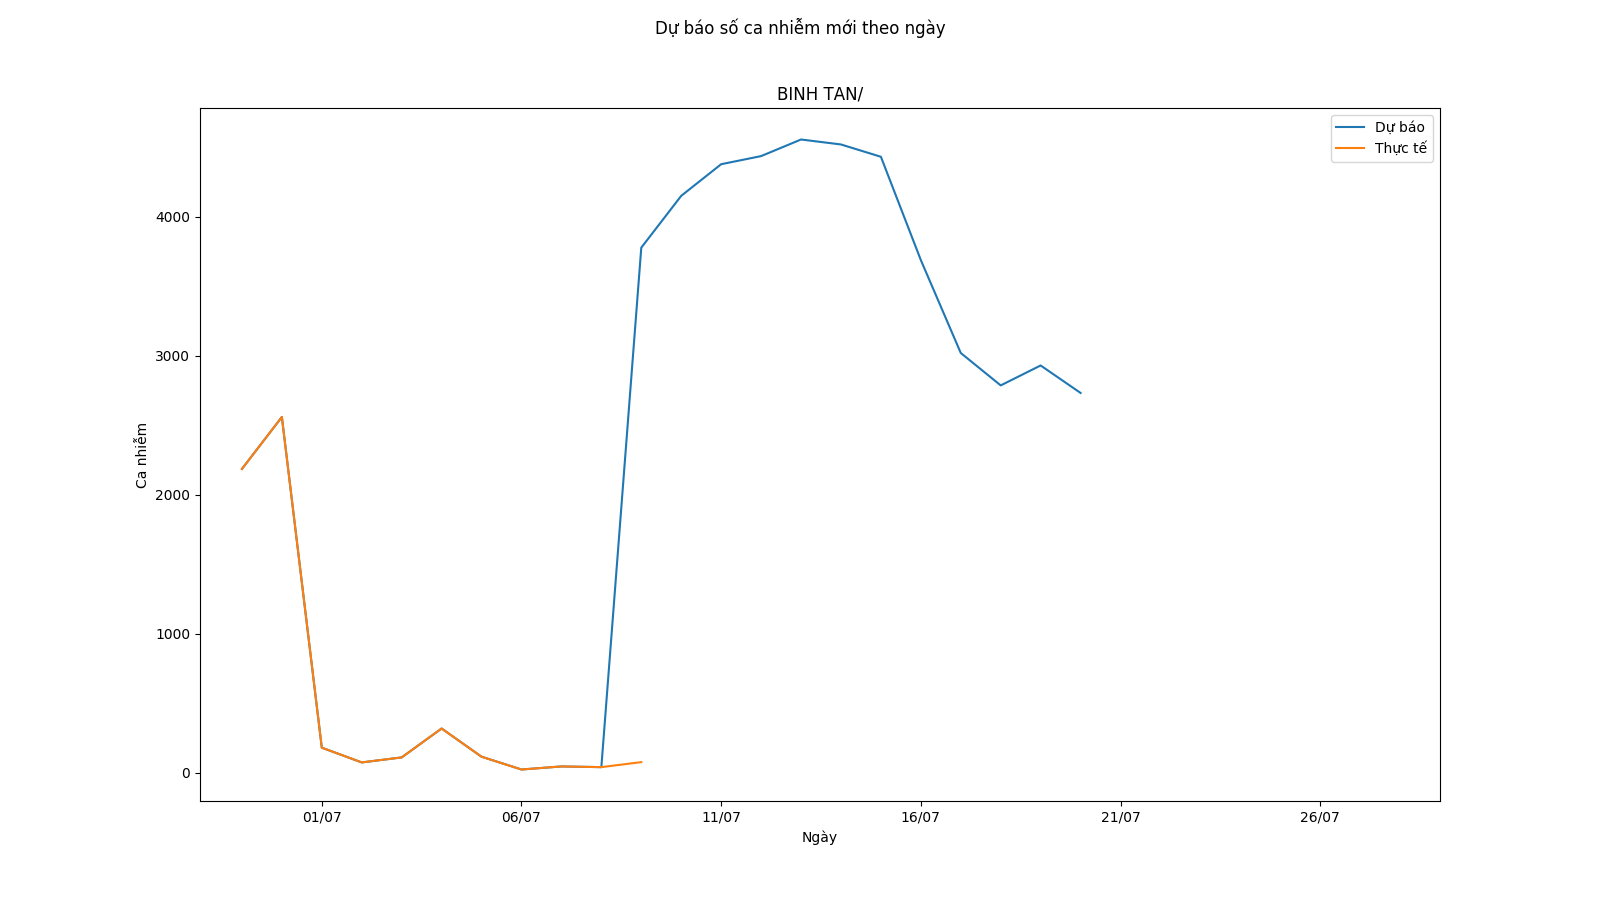 Dự báo số ca nhiễm mới theo ngày
BINH TAN/
Dự báo
Thực tế
4000
3000
2000
1000
0
Ca nhiễm
01/07
06/07
11/07
16/07
21/07
26/07
Ngày